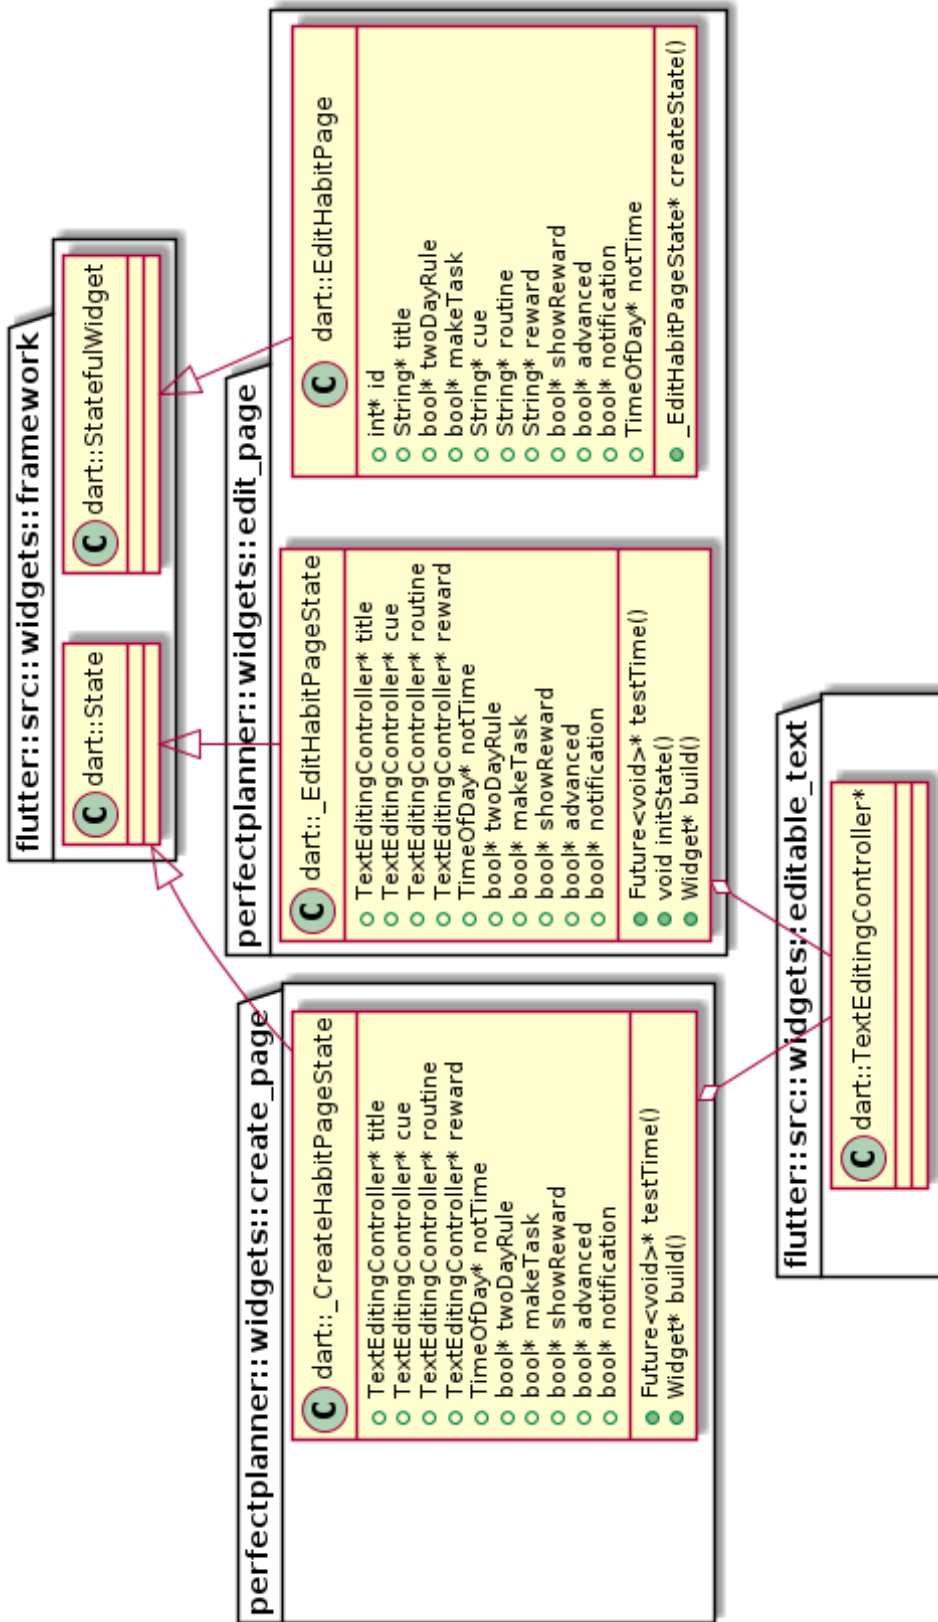 flutter::src::widgets::framework
C dart::State
C dart::StatefulWidget
perfectplanner::widgets::create_page
C dart::_CreateHabitPageState
TextEditingController* title
TextEditingController* cue
TextEditingController* routine
TextEditingController* reward
TimeOfDay* notTime
bool* twoDayRule
bool* makeTask
bool* showReward
bool* advanced
bool* notification
Future<void>* testTime()
Widget* build()
perfectplanner::widgets::edit_page
C dart::_EditHabitPageState
TextEditingController* title
TextEditingController* cue
TextEditingController* routine
TextEditingController* reward
TimeOfDay* notTime
bool* twoDayRule
bool* makeTask
bool* showReward
bool* advanced
bool* notification
Future<void>* testTime()
void initState()
Widget* build()
C dart::EditHabitPage
int* id
String* title
bool* twoDayRule
bool* makeTask
String* cue
String* routine
String* reward
bool* showReward
bool* advanced
bool* notification
TimeOfDay* notTime
_EditHabitPageState* createState()
flutter::src::widgets::editable_text
C dart::TextEditingController*